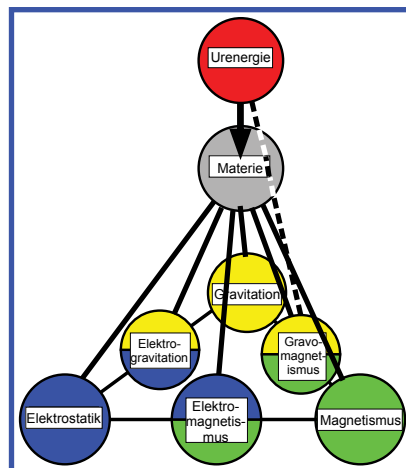 Urenergie
Materie
Gravitation
Elektro-
gravitation
Gravo-
magnet-
ismus
Elektrostatik
Elektro-
magnetis-
mus
Magnetismus